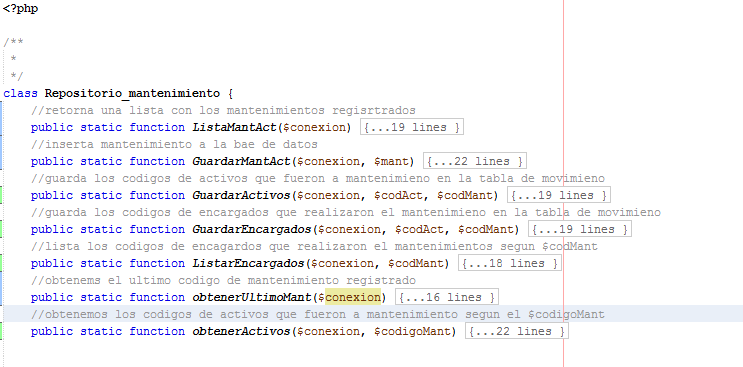 <?php
/**
*
*/
class Repositorio_mantenimiento {
//retorna una lista con los mantenimientos regisrtrados
public static function ListaMantAct($conexion) {...19 lines }
//inserta mantenimiento a la bae de datos
public static function GuardarMantAct($conexion, $mant) {...22 lines }
//guarda los codigos de activos que fueron a mantenimieno en la tabla de movimieno
public static function GuardarActivos($conexion, $codAct, $codMant) {...19 lines }
//guarda los codigos de encargados que realizaron el mantenimieno en la tabla de movimieno
public static function GuardarEncargados($conexion, $codAct, $codMant) {...19 lines }
//lista los codigos de encagardos que realizaron el mantenimientos segun $codMant
public static function ListarEncargados($conexion, $codMant) {...18 lines }
//obtenems el ultimo codigo de mantenimiento registrado
public static function obtenerUltimoMant($conexion) {...16 lines }
//obtenemos los codigos de activos que fueron a mantenimiento segun el $codigoMant
public static function obtenerActivos($conexion, $codigoMant) {...22 lines }